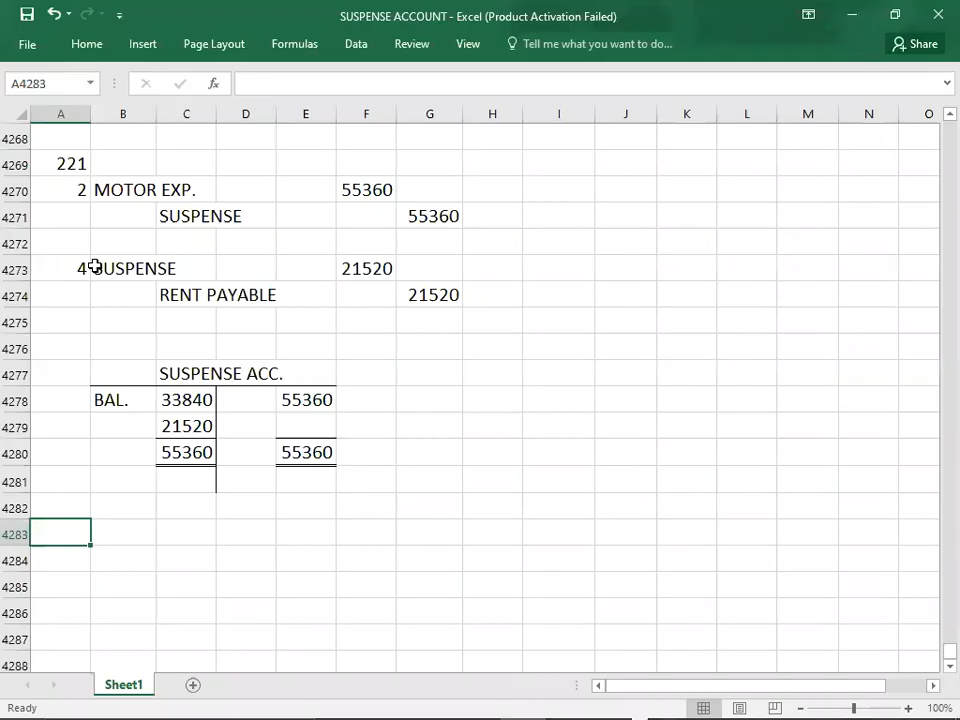 SUSPENSE ACCOUNT - Excel (Product Activation Failed)
File Home Insert Page Layout Formulas Data Review View Tell me what you want to do... Share
A4283 fx
A B C D E F G H I J K L M N O
4268
4269 221
4270 2 MOTOR EXP. 55360
4271 SUSPENSE 55360
4272
4273 4 SUSPENSE 21520
4274 RENT PAYABLE 21520
4275
4276
4277 SUSPENSE ACC.
4278 BAL. 33840 55360
4279 21520
4280 55360 55360
4281
4282
4283
4284
4285
4286
4287
4288
Sheet1
Ready 100%